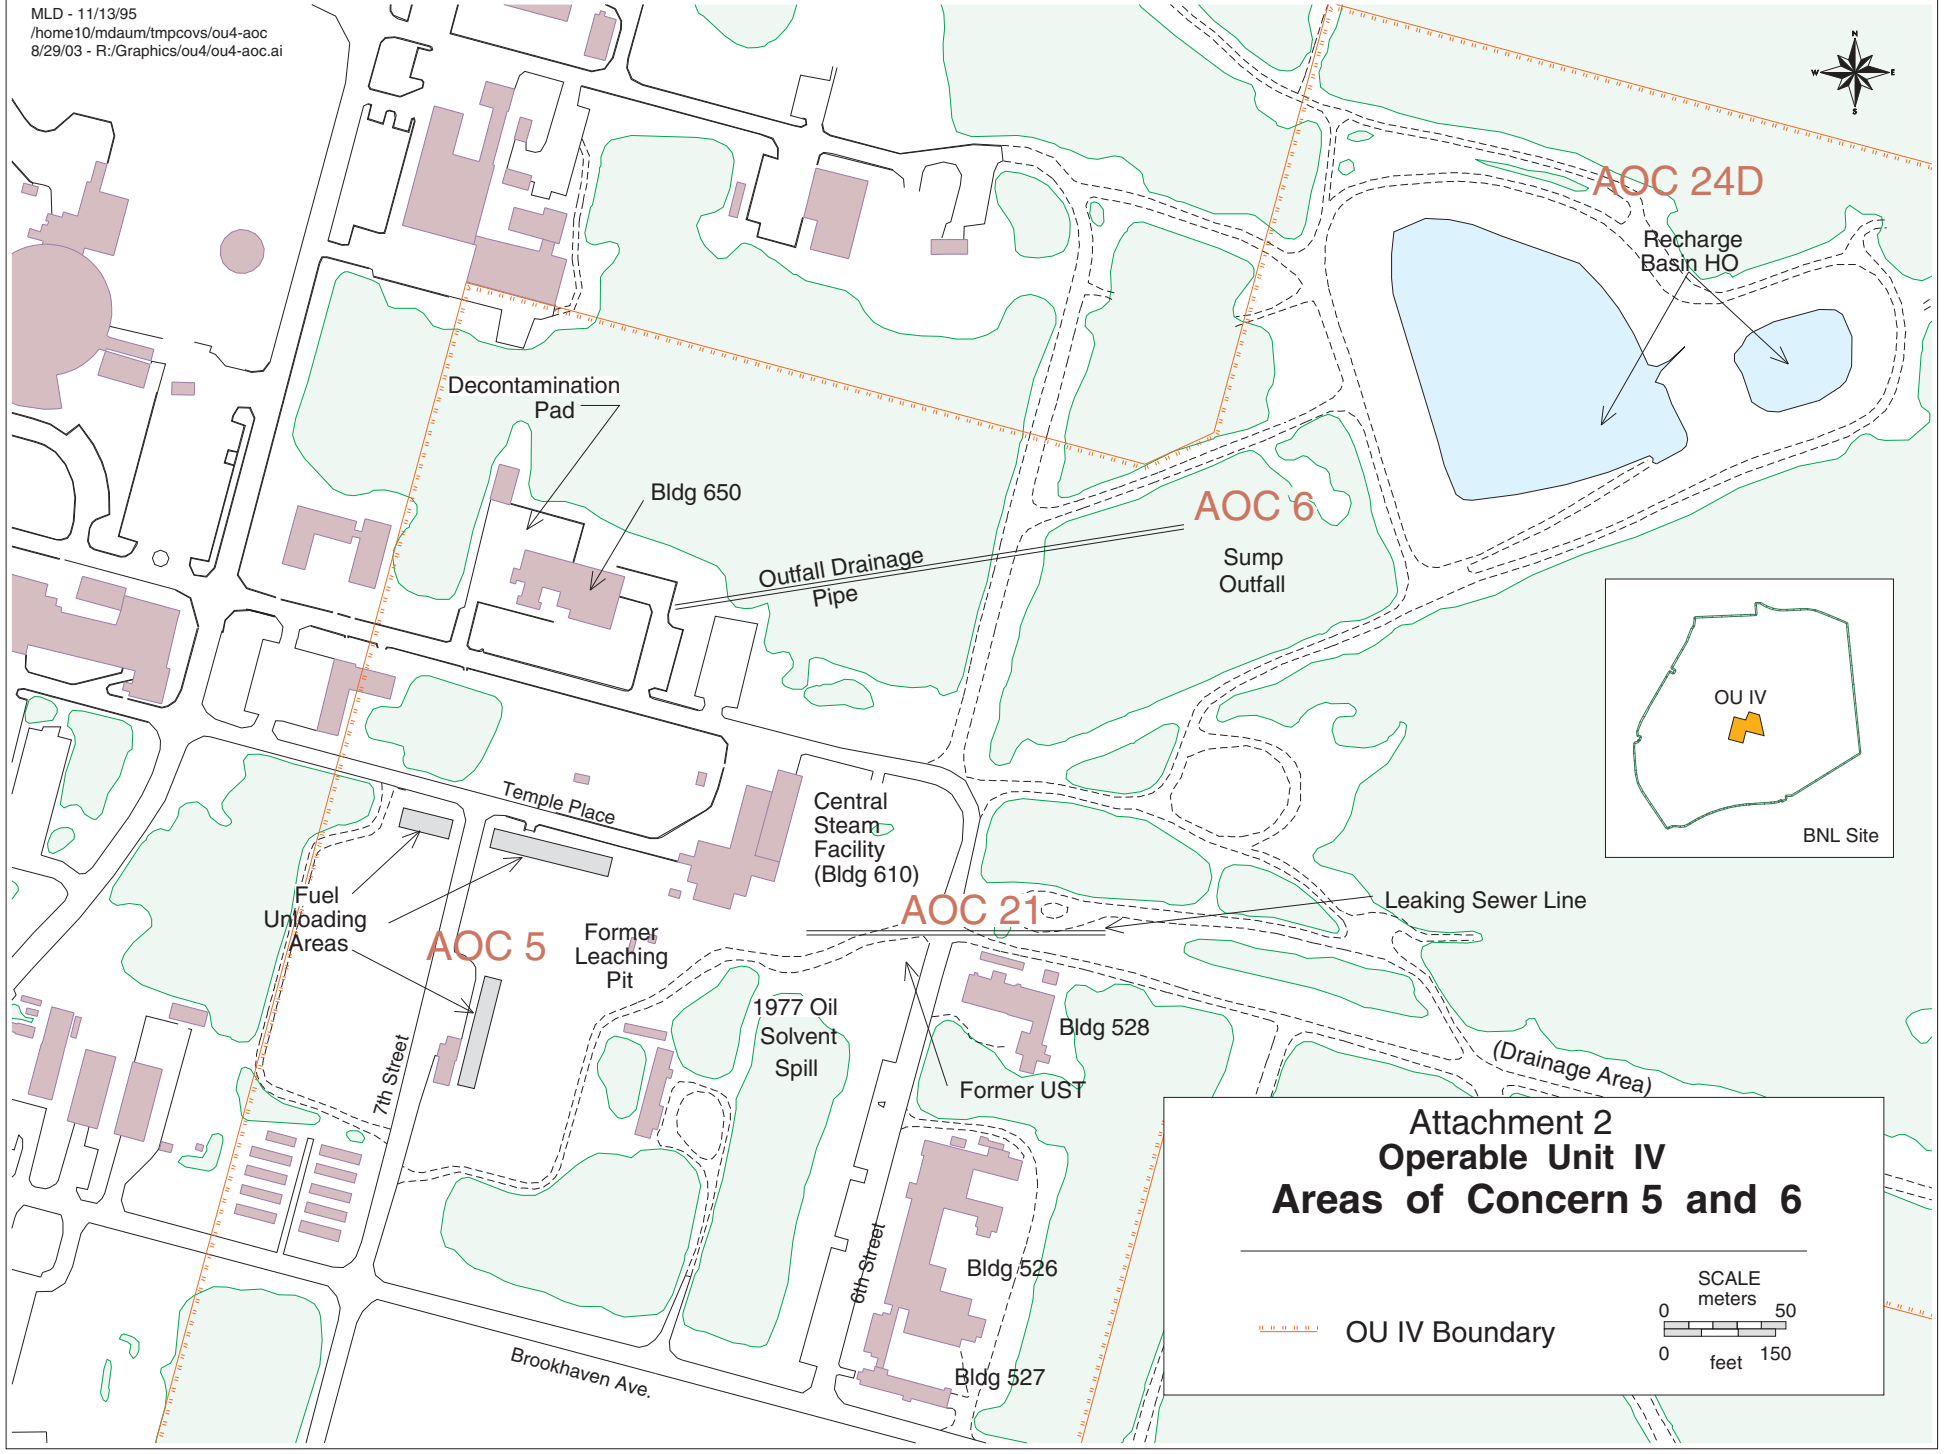 MLD - 11/13/95
/home10/mdaum/tmpcovs/ou4-aoc
8/29/03 - R:/Graphics/ou4/ou4-aoc.ai
N
W
E
S
AOC 24D
Recharge
Basin HO
Decontamination
Pad
Bldg 650
AOC 6
Sump
Outfall
Outfall Drainage
Pipe
OU IV
BNL Site
Temple Place
Central
Steam
Facility
(Bldg 610)
Fuel
Unloading
Areas
AOC 5
Former
Leaching
Pit
AOC 21
Leaking Sewer Line
1977 Oil
Solvent
Spill
Bldg 528
Former UST
7th Street
(Drainage Area)
6th Street
Bldg 526
Bldg 527
Brookhaven Ave.
Attachment 2
Operable Unit IV
Areas of Concern 5 and 6
OU IV Boundary
SCALE
meters
0 50
0 150
feet